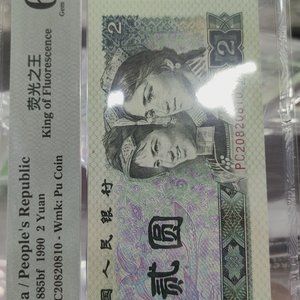 荧光之王
King of Fluorescence
a / People's Republic
885bf 1990 2 Yuan
C20820810 - Wmk: Pu Coin
2
PC20820810
国人民银行
贰圆